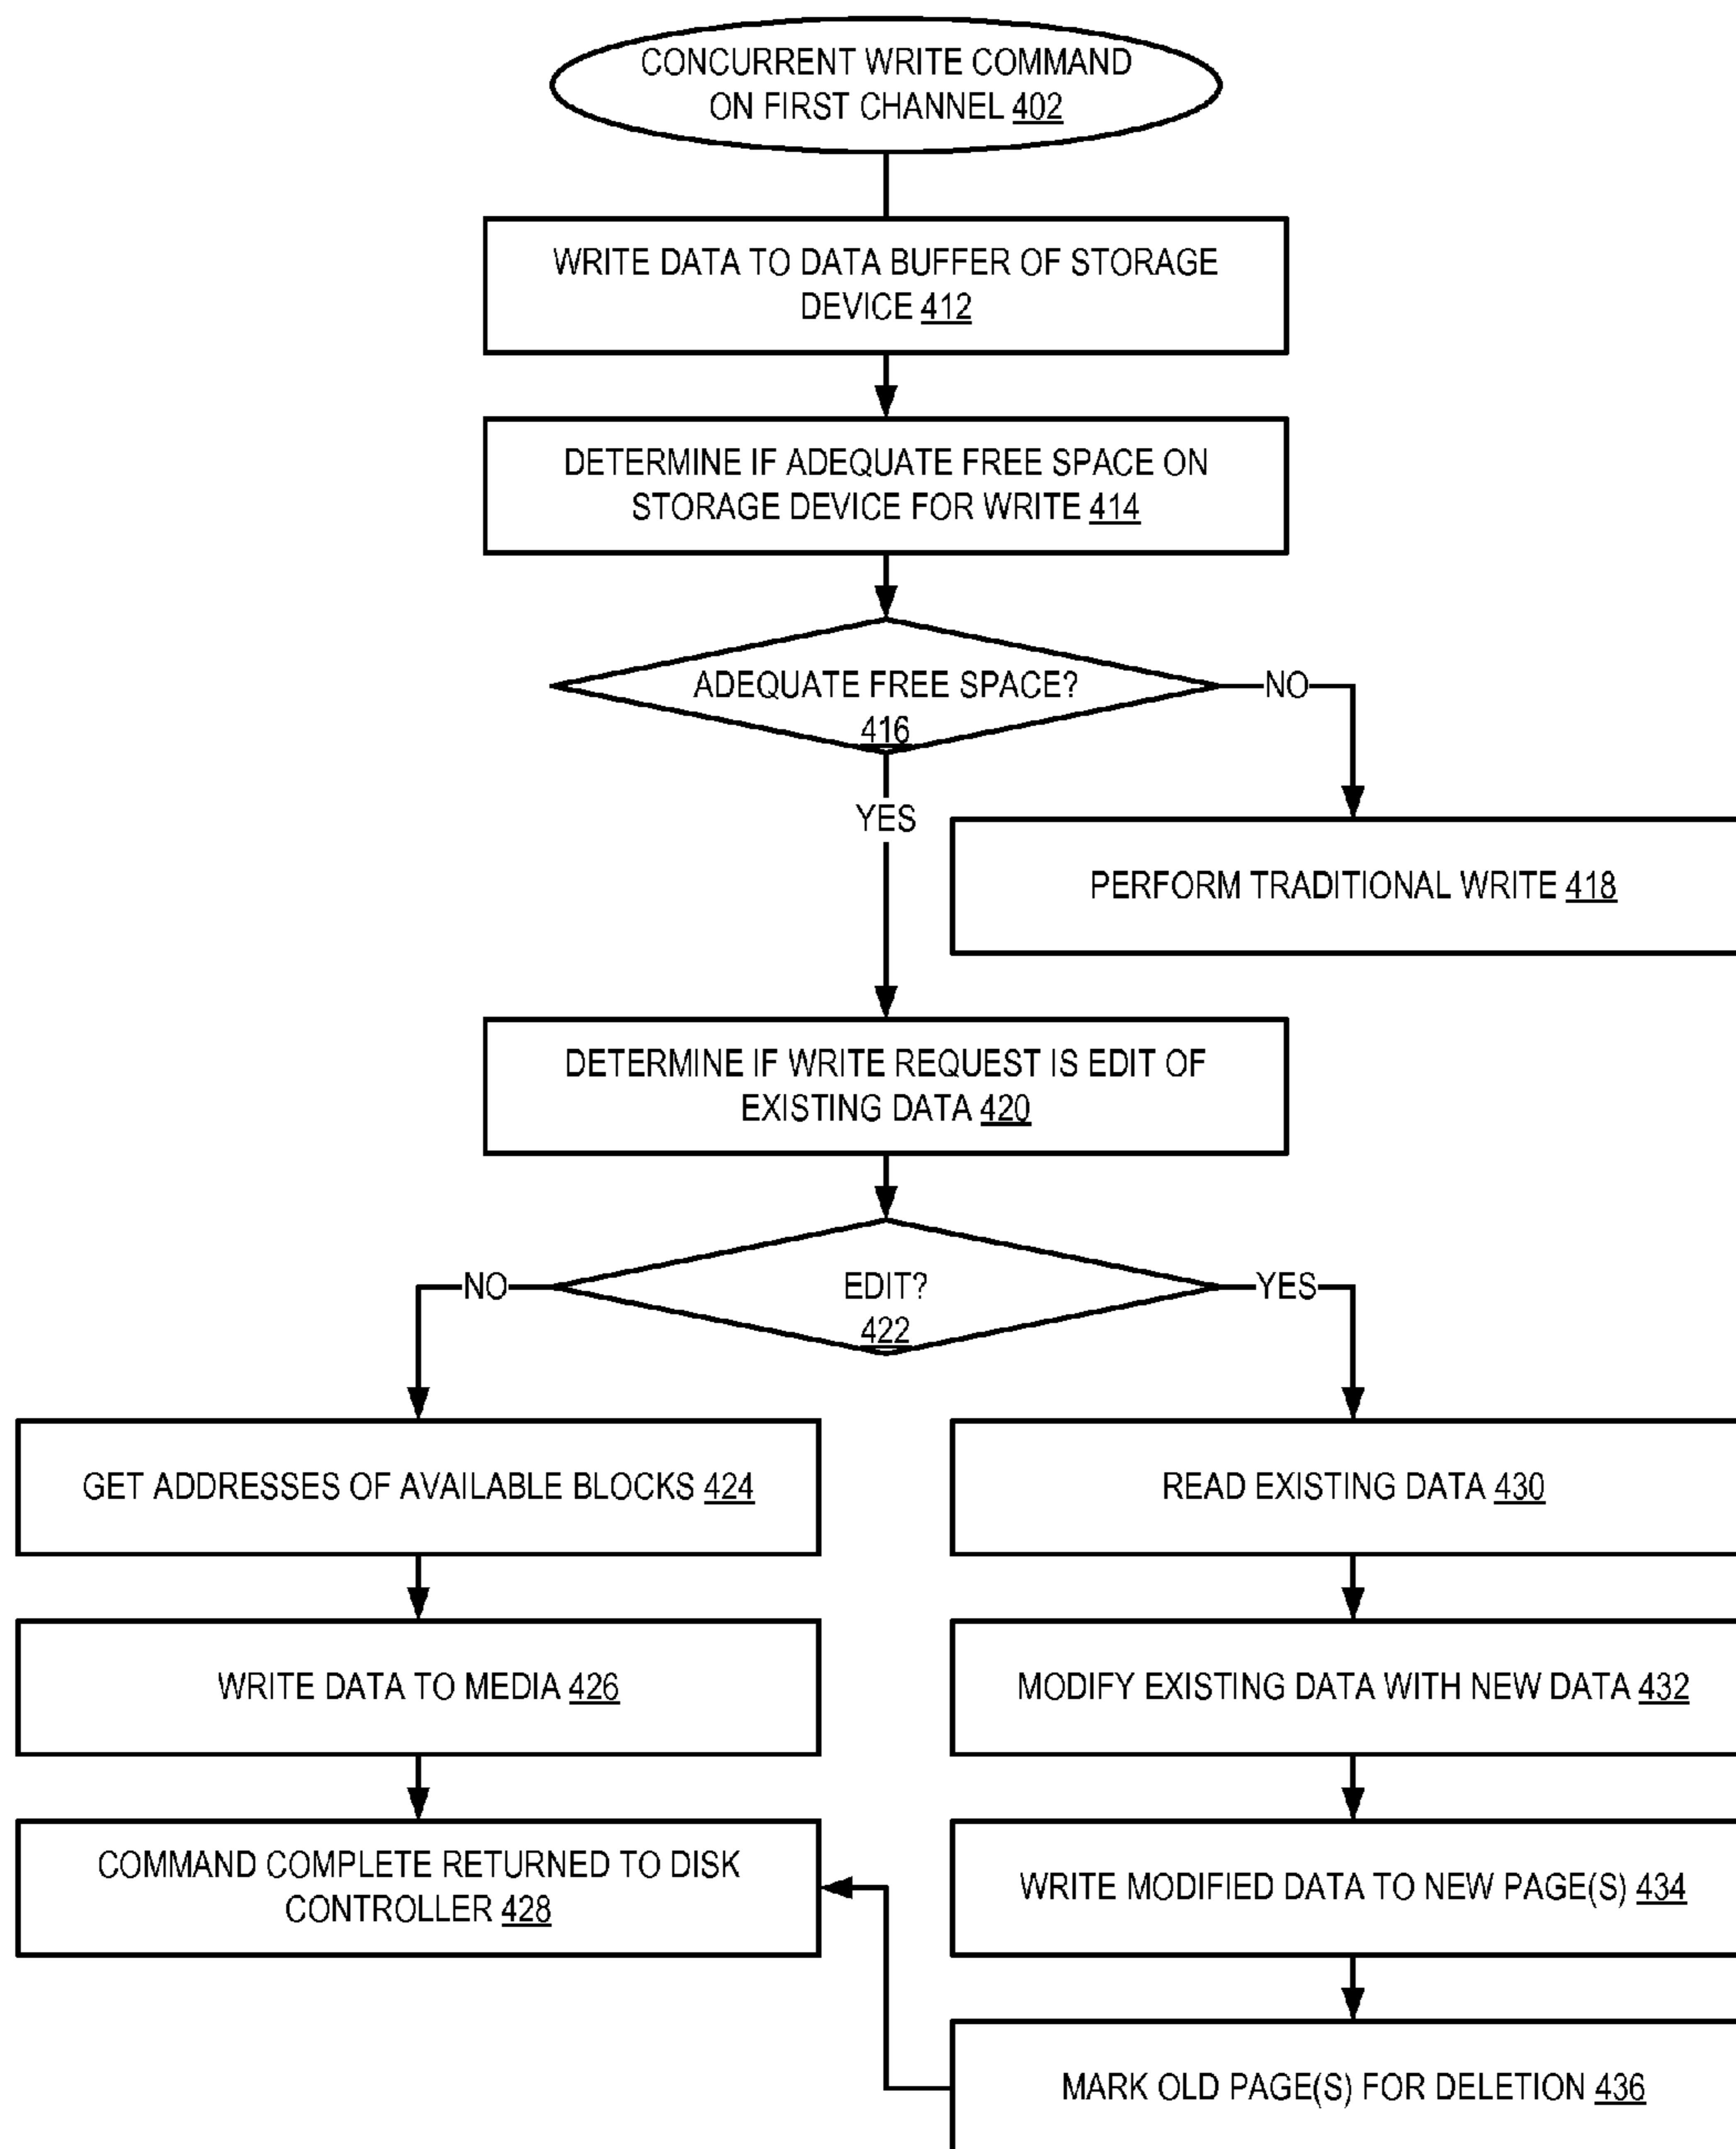 CONCURRENT WRITE COMMAND
ON FIRST CHANNEL 402
WRITE DATA TO DATA BUFFER OF STORAGE
DEVICE 412
DETERMINE IF ADEQUATE FREE SPACE ON
STORAGE DEVICE FOR WRITE 414
ADEQUATE FREE SPACE?
416
NO
YES
PERFORM TRADITIONAL WRITE 418
DETERMINE IF WRITE REQUEST IS EDIT OF
EXISTING DATA 420
EDIT?
422
NO
YES
GET ADDRESSES OF AVAILABLE BLOCKS 424
READ EXISTING DATA 430
WRITE DATA TO MEDIA 426
MODIFY EXISTING DATA WITH NEW DATA 432
COMMAND COMPLETE RETURNED TO DISK
CONTROLLER 428
WRITE MODIFIED DATA TO NEW PAGE(S) 434
MARK OLD PAGE(S) FOR DELETION 436